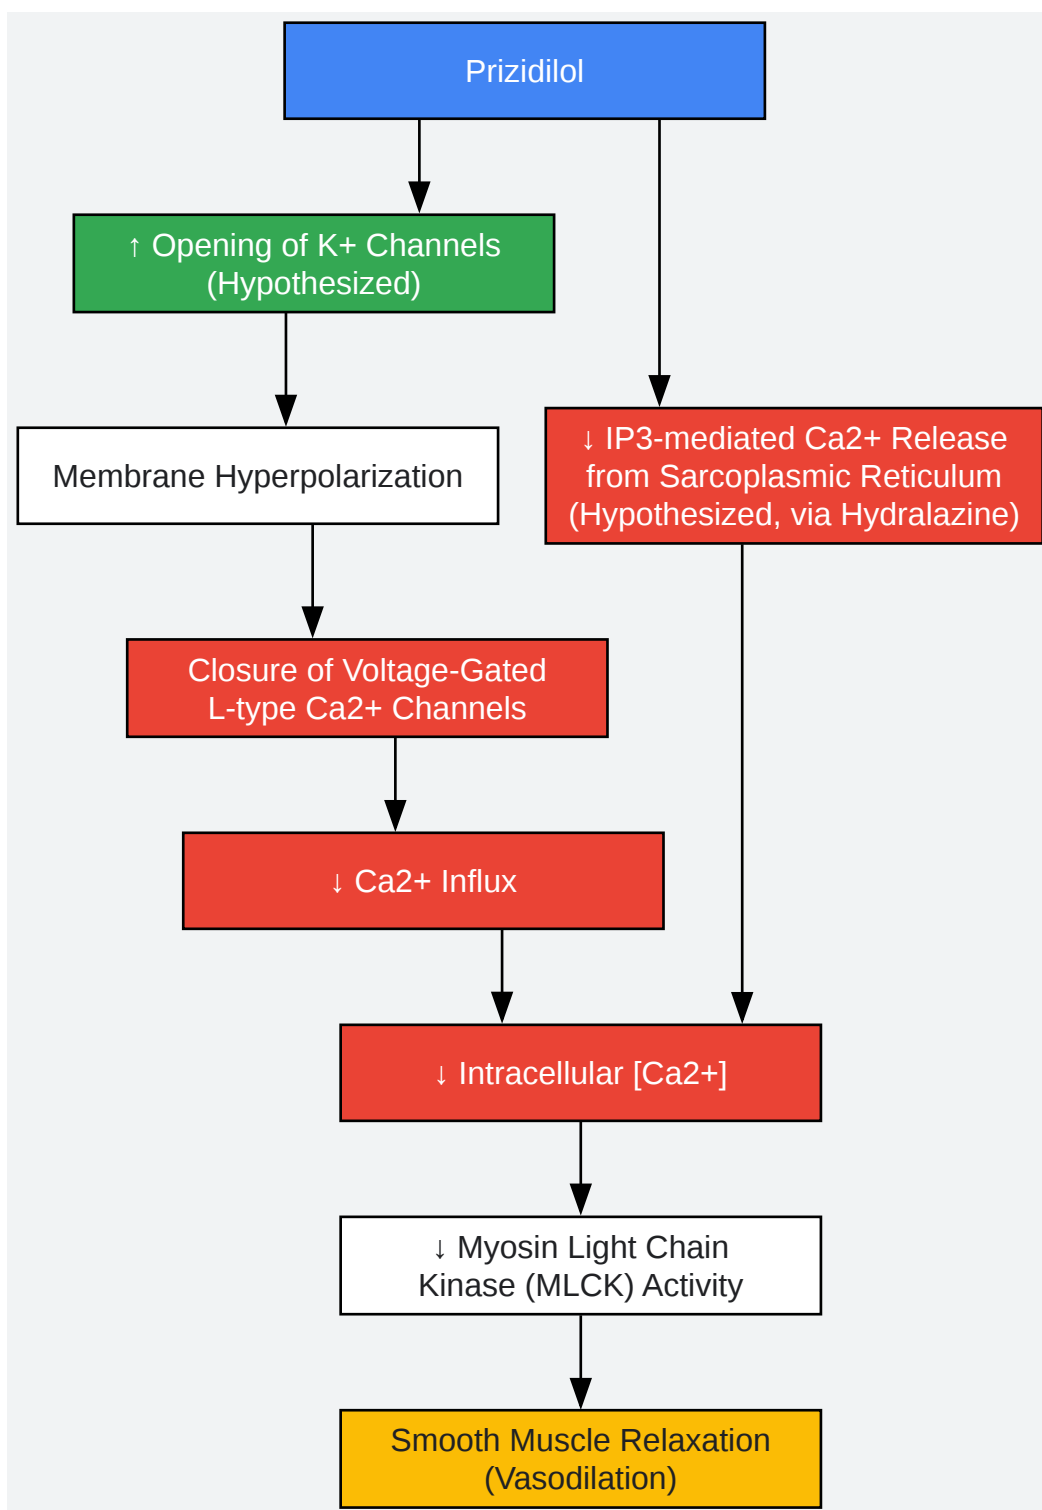 Prizidilol
↑ Opening of K+ Channels
(Hypothesized)
Membrane Hyperpolarization
↓ IP3-mediated Ca2+ Release
from Sarcoplasmic Reticulum
(Hypothesized, via Hydralazine)
Closure of Voltage-Gated
L-type Ca2+ Channels
↓ Ca2+ Influx
↓ Intracellular [Ca2+]
↓ Myosin Light Chain
Kinase (MLCK) Activity
Smooth Muscle Relaxation
(Vasodilation)